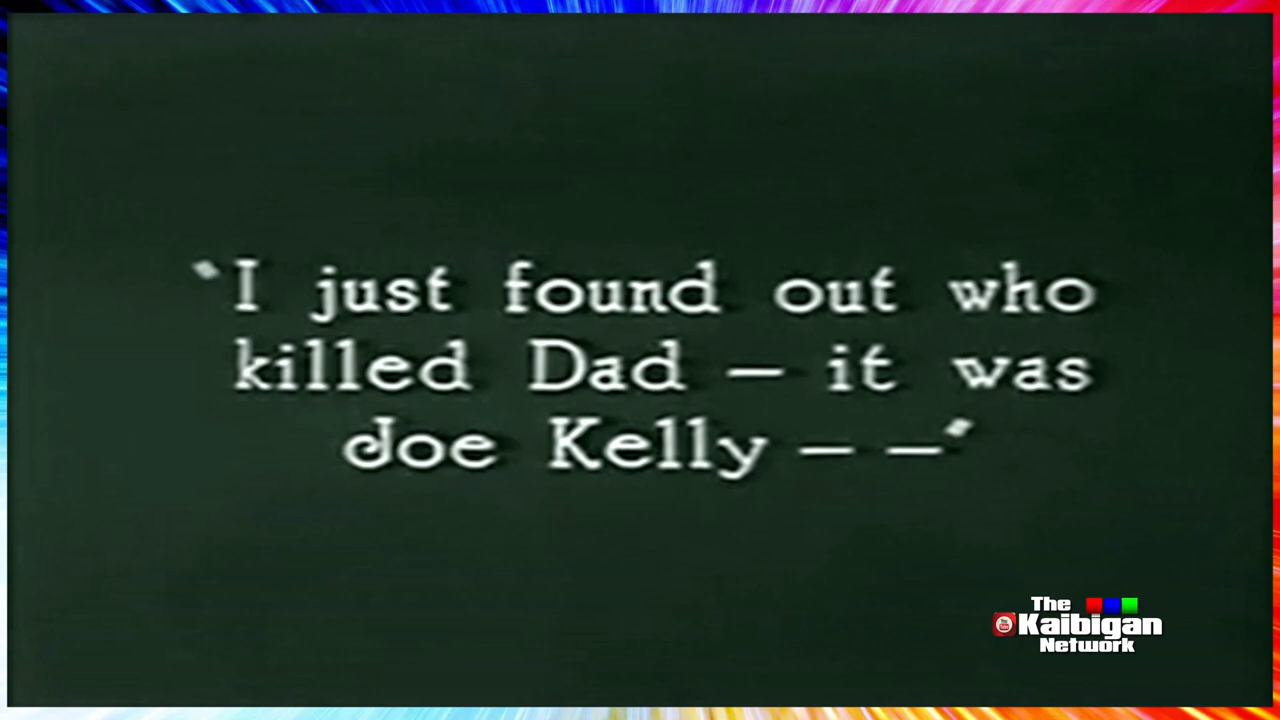 "I just found out who
killed Dad — it was
Joe Kelly — —"
The
Kaibigan
Network